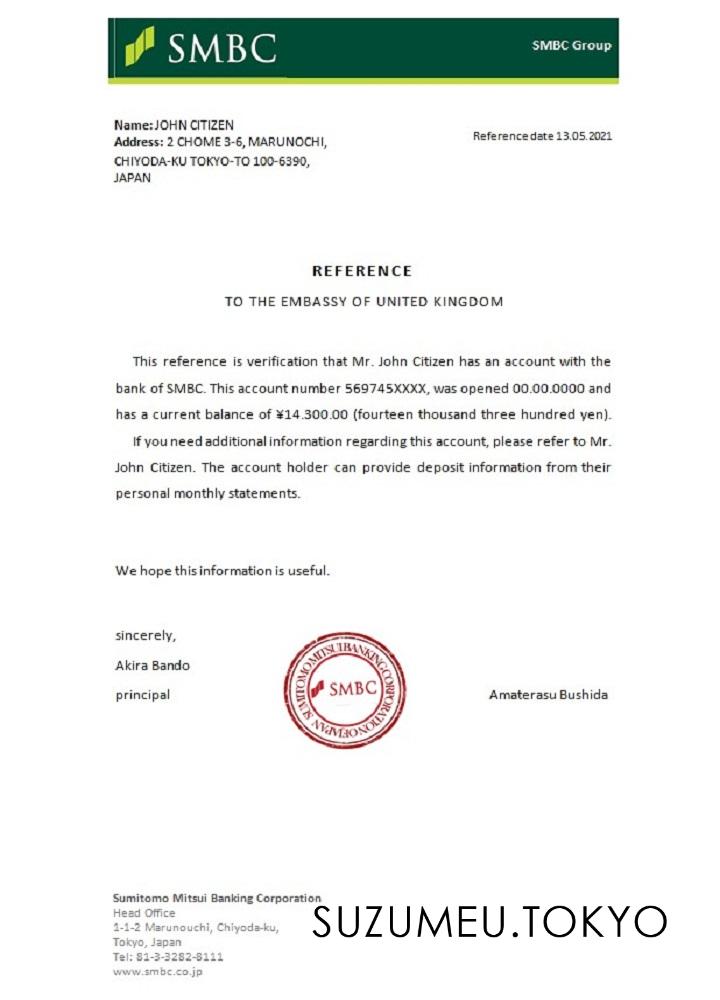 SMBC
SMBC Group
Name: JOHN CITIZEN
Reference date 13.05.2021
Address: 2 CHOME 3-6, MARUNOCHI,
CHIYODA-KU TOKYO-TO 100-6390,
JAPAN
REFERENCE
TO THE EMBASSY OF UNITED KINGDOM
This reference is verification that Mr. John Citizen has an account with the
bank of SMBC. This account number 569745XXXX, was opened 00.00.0000 and
has a current balance of ¥14.300.00 (fourteen thousand three hundred yen).
If you need additional information regarding this account, please refer to Mr.
John Citizen. The account holder can provide deposit information from their
personal monthly statements.
We hope this information is useful.
sincerely,
Akira Bando
principal
SUMITOMO MITSUI BANKING CORPORATION OF JAPAN
SMBC
Amaterasu Bushida
Sumitomo Mitsui Banking Corporation
Head Office
1-1-2 Marunouchi, Chiyoda-ku,
Tokyo, Japan
Tel: 81-3-3282-8111
www.smbc.co.jp
SUZUMEU.TOKYO